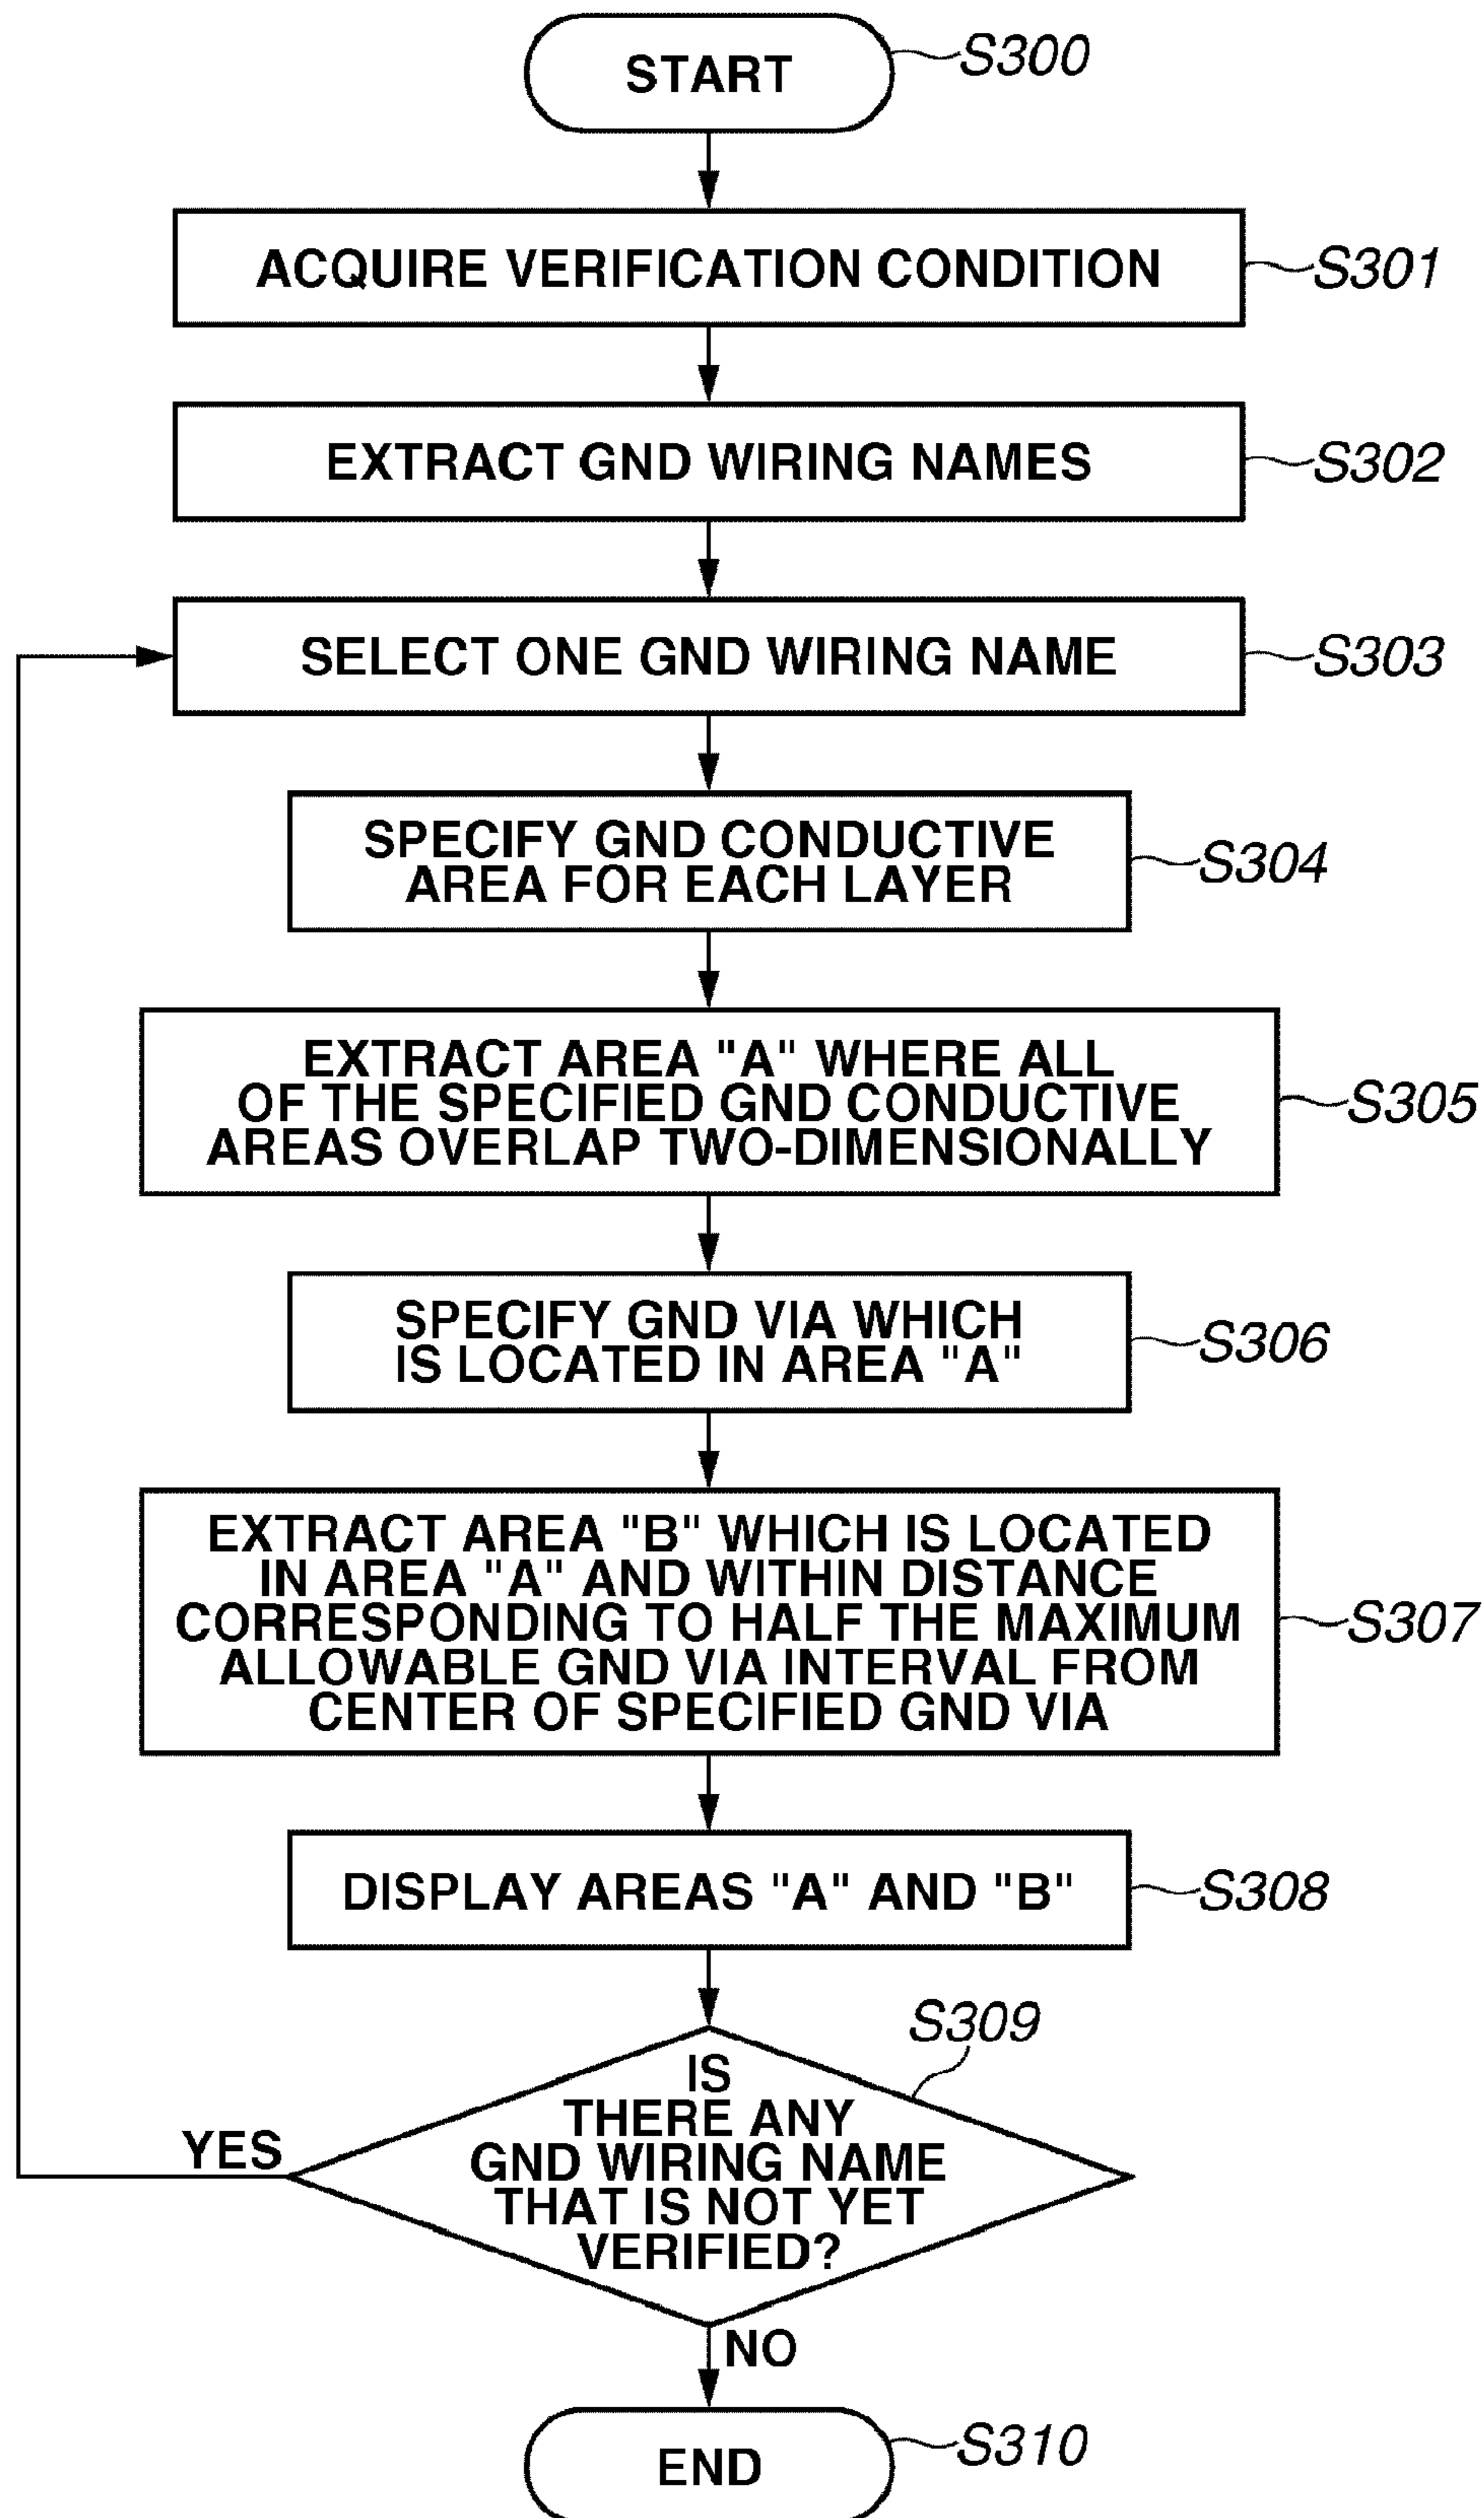 START
S300
ACQUIRE VERIFICATION CONDITION
S301
EXTRACT GND WIRING NAMES
S302
SELECT ONE GND WIRING NAME
S303
SPECIFY GND CONDUCTIVE
AREA FOR EACH LAYER
S304
EXTRACT AREA "A" WHERE ALL
OF THE SPECIFIED GND CONDUCTIVE
AREAS OVERLAP TWO-DIMENSIONALLY
S305
SPECIFY GND VIA WHICH
IS LOCATED IN AREA "A"
S306
EXTRACT AREA "B" WHICH IS LOCATED
IN AREA "A" AND WITHIN DISTANCE
CORRESPONDING TO HALF THE MAXIMUM
ALLOWABLE GND VIA INTERVAL FROM
CENTER OF SPECIFIED GND VIA
S307
DISPLAY AREAS "A" AND "B"
S308
S309
IS
THERE ANY
GND WIRING NAME
THAT IS NOT YET
VERIFIED?
YES
NO
END
S310